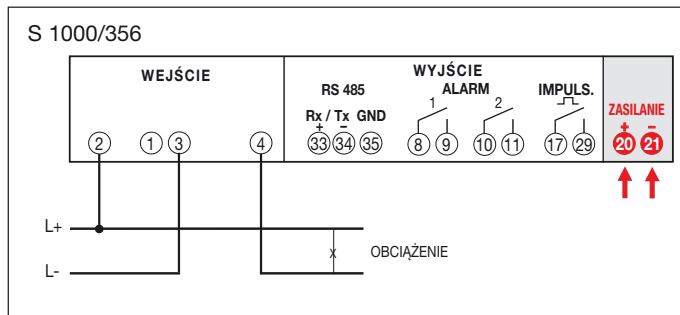 S 1000/356
WEJŚCIE
WYJŚCIE
RS 485
ALARM
IMPULS.
ZASILANIE
Rx / Tx GND
1
2
+
−
+
−
2
1
3
4
33
34
35
8
9
10
11
17
29
20
21
L+
x
OBCIĄŻENIE
L-